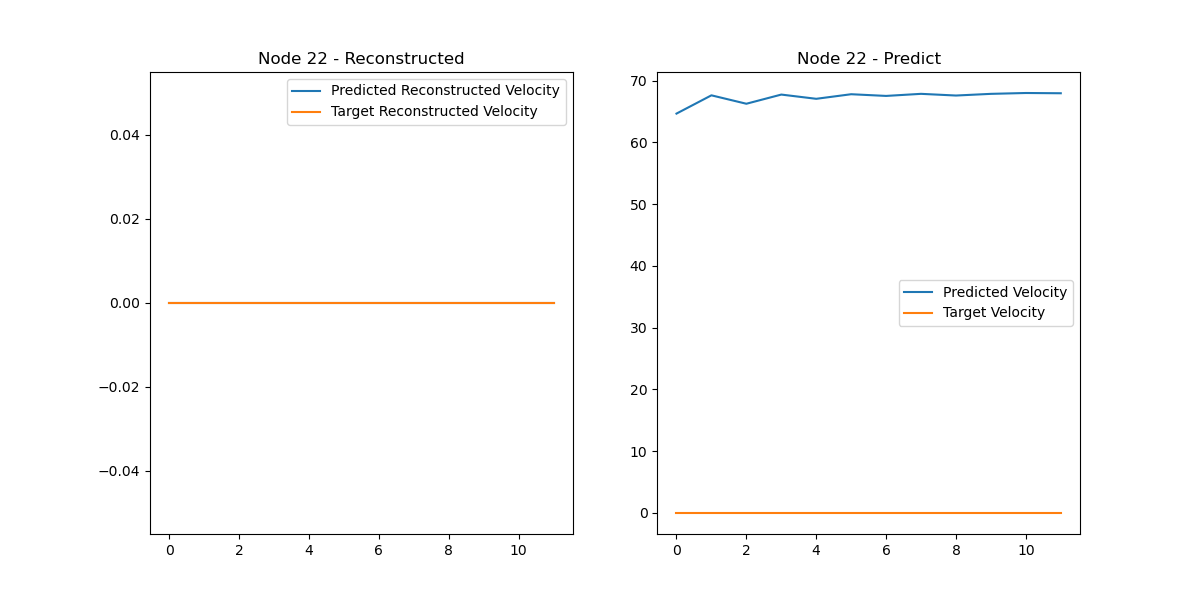 Node 22 - Reconstructed
Predicted Reconstructed Velocity
Target Reconstructed Velocity
0.04
0.02
0.00
−0.02
−0.04
0 2 4 6 8 10
Node 22 - Predict
70
60
50
40
30
20
10
0
Predicted Velocity
Target Velocity
0 2 4 6 8 10